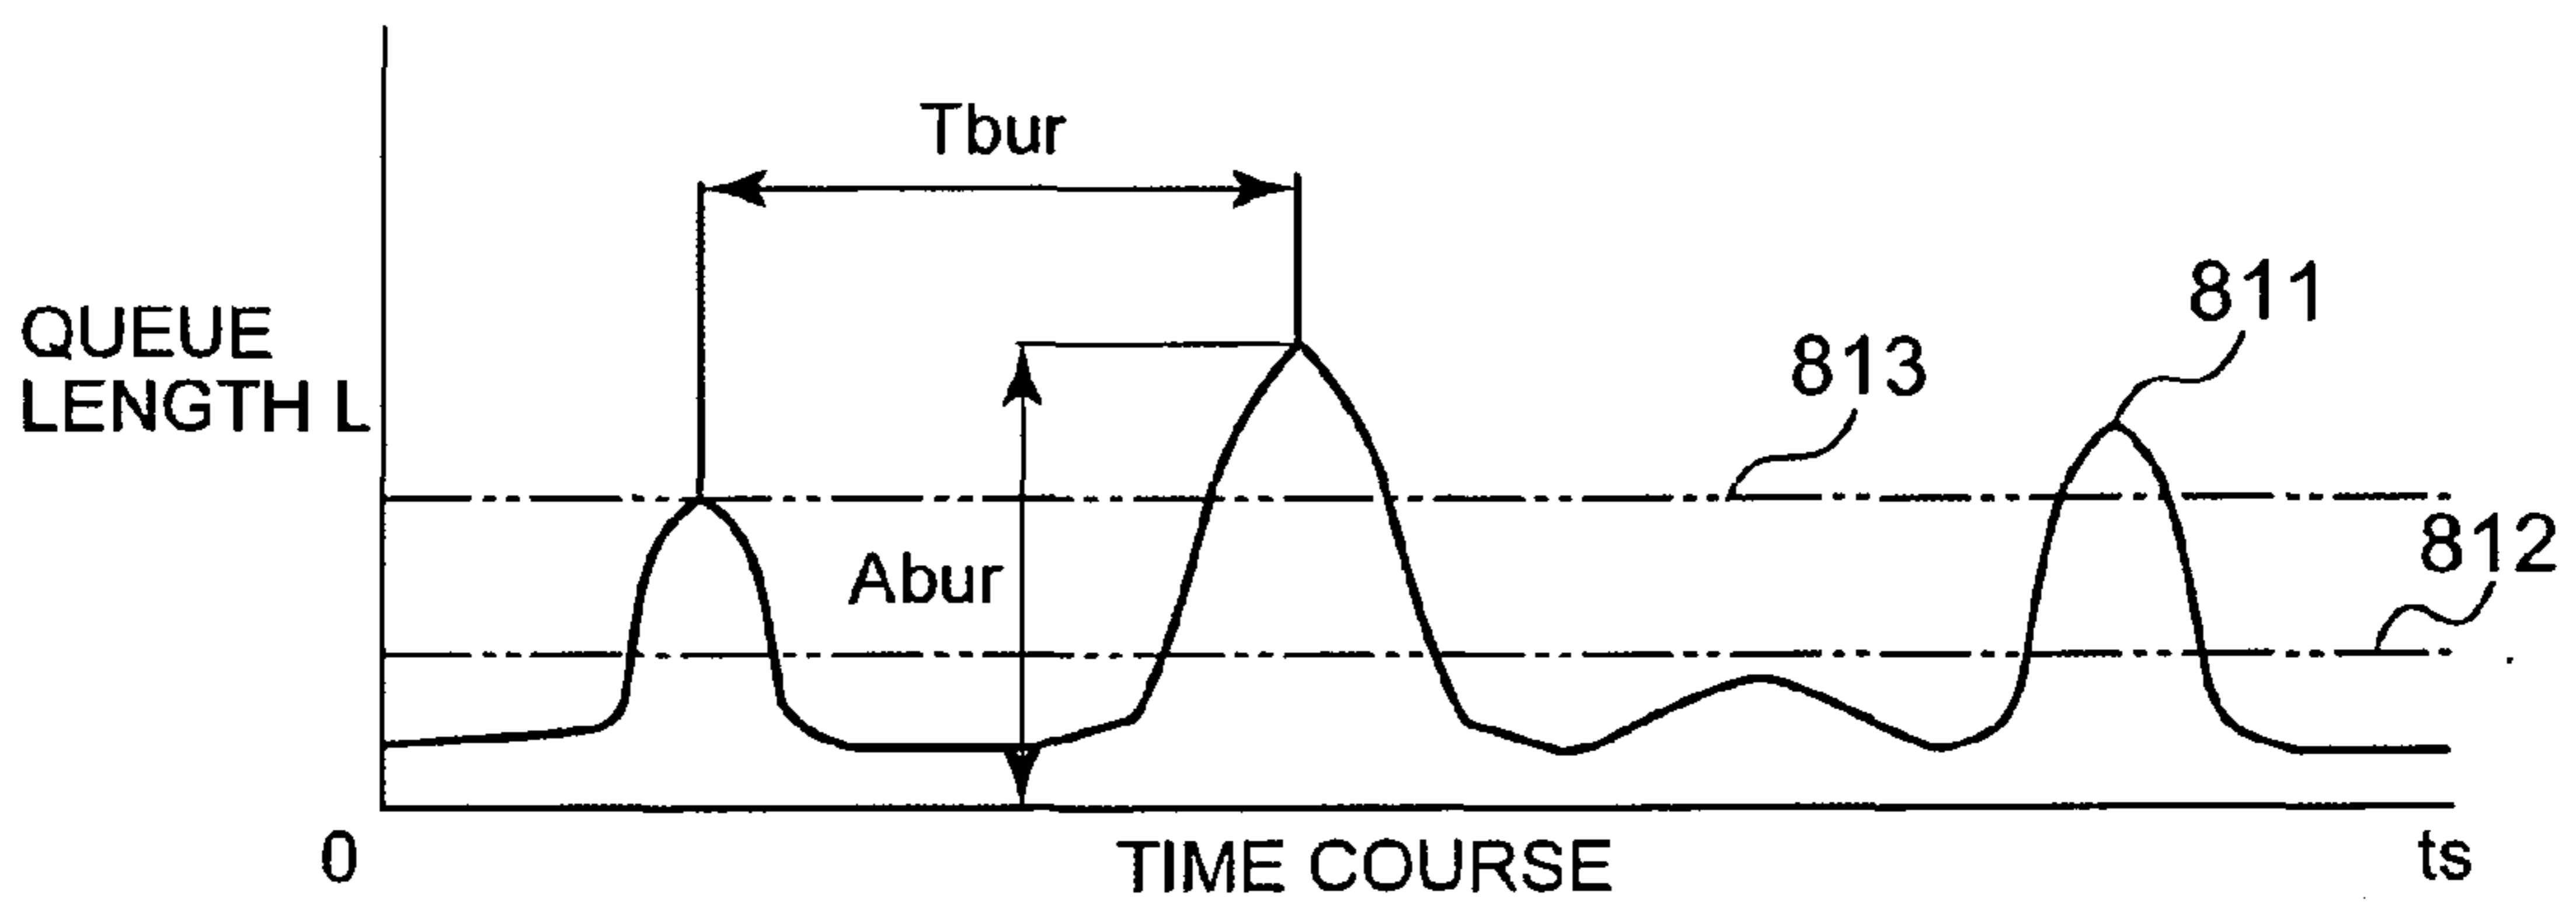 Tbur
811
QUEUE
LENGTH L
813
812
Abur
0
TIME COURSE
ts